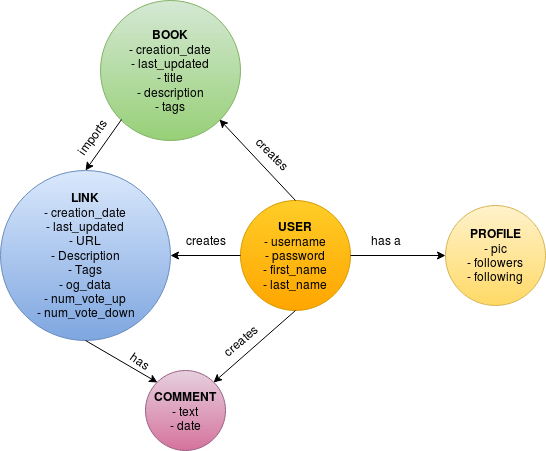 BOOK
- creation_date
- last_updated
- title
- description
- tags
imports
creates
LINK
- creation_date
- last_updated
- URL
- Description
- Tags
- og_data
- num_vote_up
- num_vote_down
creates
USER
- username
- password
- first_name
- last_name
has a
PROFILE
- pic
- followers
- following
has
creates
COMMENT
- text
- date